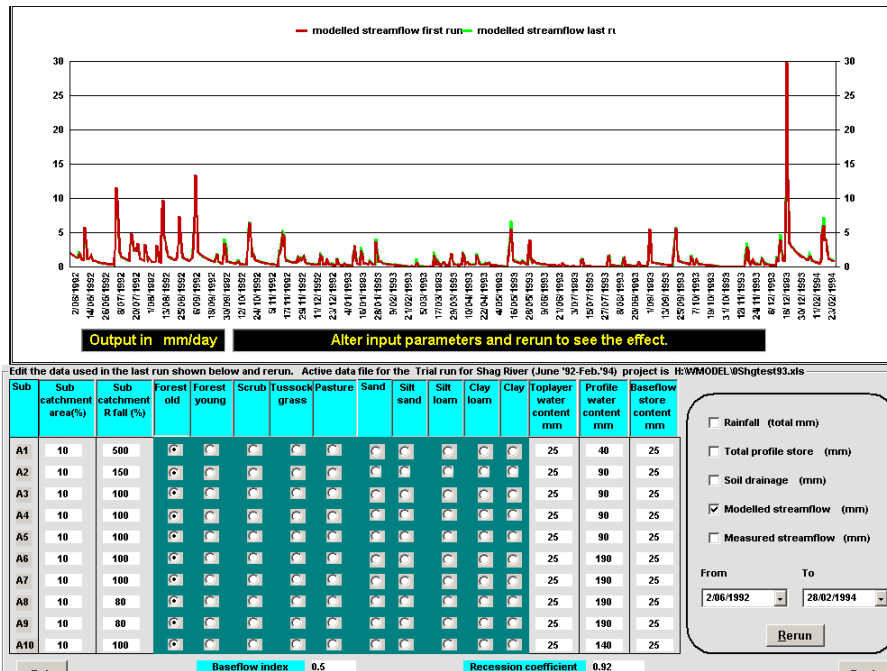 modelled streamflow first run modelled streamflow last ru
30 30
25 25
20 20
15 15
10 10
5 5
0 0
2/06/1992 14/06/1992 26/06/1992 8/07/1992 20/07/1992 1/08/1992 13/08/1992 25/08/1992 6/09/1992 18/09/1992 30/09/1992 12/10/1992 24/10/1992 5/11/1992 17/11/1992 29/11/1992 11/12/1992 23/12/1992 4/01/1993 16/01/1993 28/01/1993 9/02/1993 21/02/1993 5/03/1993 17/03/1993 29/03/1993 10/04/1993 22/04/1993 4/05/1993 16/05/1993 28/05/1993 9/06/1993 21/06/1993 3/07/1993 15/07/1993 27/07/1993 8/08/1993 20/08/1993 1/09/1993 13/09/1993 25/09/1993 7/10/1993 19/10/1993 31/10/1993 12/11/1993 24/11/1993 6/12/1993 18/12/1993 30/12/1993 11/02/1994 23/02/1994
Output in mm/day Alter input parameters and rerun to see the effect.
Edit the data used in the last run shown below and rerun. Active data file for the Trial run for Shag River (June '92-Feb.'94) project is H:\WMODEL\0Shgtest93.xls
Sub Sub Sub Forest Forest Scrub Tussock Pasture Sand Silt Silt Clay Clay Toplayer Profile Baseflow
catchment catchment old young grass sand loam loam water water store
area(%) R fall (%) content content content
mm mm mm
A1 10 500 25 40 25
A2 10 150 25 90 25
A3 10 100 25 90 25
A4 10 100 25 90 25
A5 10 100 25 90 25
A6 10 100 25 190 25
A7 10 100 25 190 25
A8 10 80 25 190 25
A9 10 80 25 190 25
A10 10 100 25 140 25
Rainfall (total mm)
Total profile store (mm)
Soil drainage (mm)
Modelled streamflow (mm)
Measured streamflow (mm)
From To
2/06/1992 28/02/1994
Rerun
Baseflow index 0.5 Recession coefficient 0.92